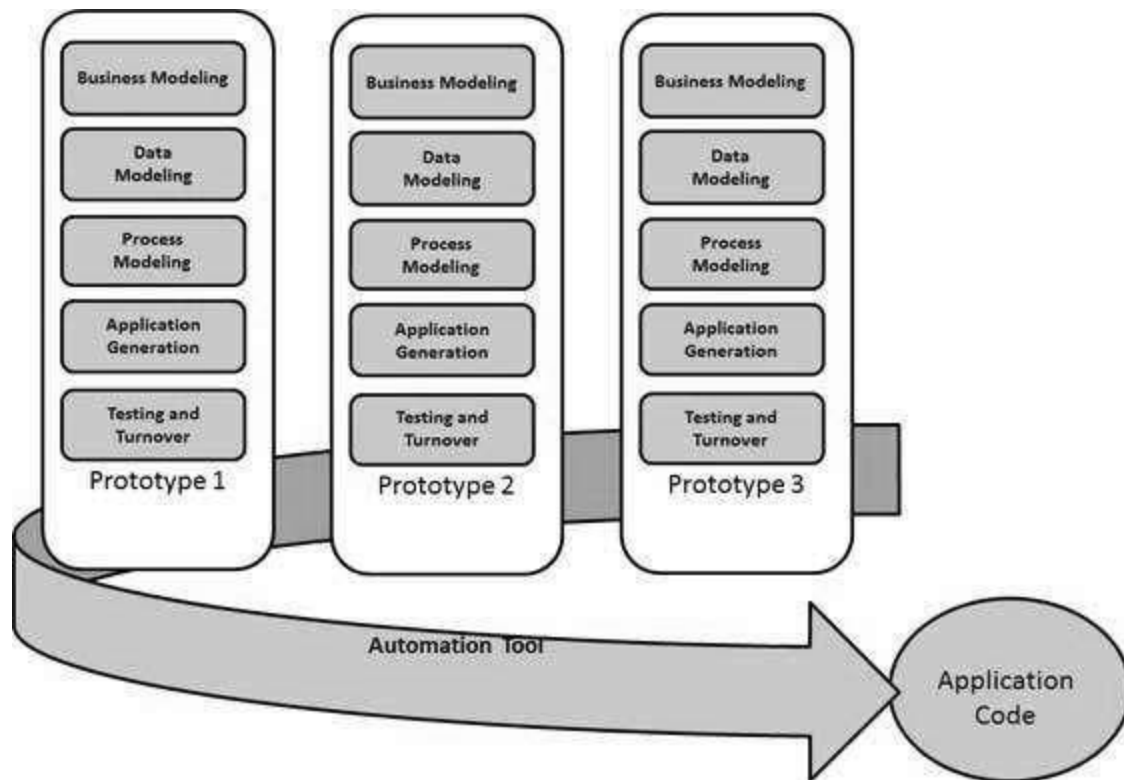 Business Modeling
Data
Modeling
Process
Modeling
Application
Generation
Testing and
Turnover
Prototype 1
Business Modeling
Data
Modeling
Process
Modeling
Application
Generation
Testing and
Turnover
Prototype 2
Business Modeling
Data
Modeling
Process
Modeling
Application
Generation
Testing and
Turnover
Prototype 3
Automation Tool
Application
Code